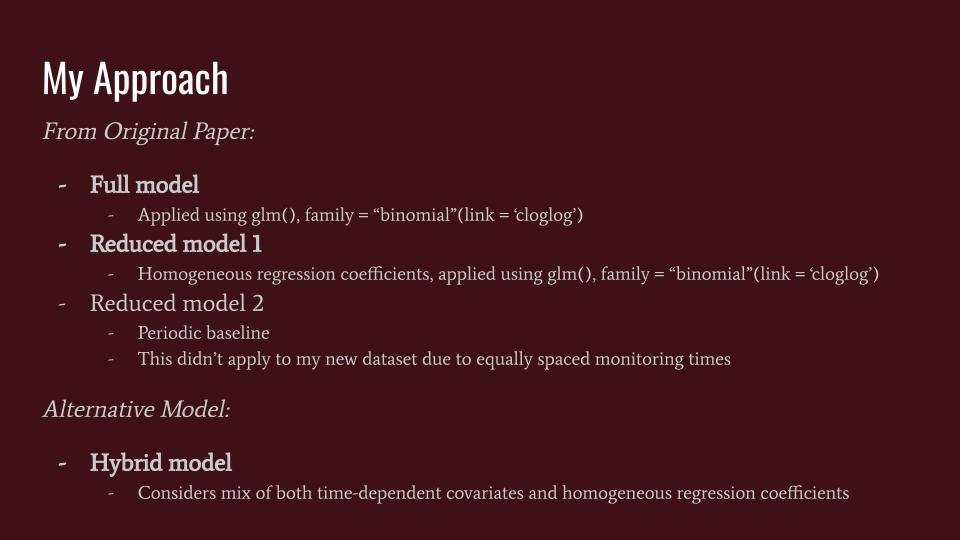 My Approach
From Original Paper:
- Full model
- Applied using glm(), family = “binomial”(link = ‘cloglog’)
- Reduced model 1
- Homogeneous regression coefficients, applied using glm(), family = “binomial”(link = ‘cloglog’)
- Reduced model 2
- Periodic baseline
- This didn’t apply to my new dataset due to equally spaced monitoring times
Alternative Model:
- Hybrid model
- Considers mix of both time-dependent covariates and homogeneous regression coefficients